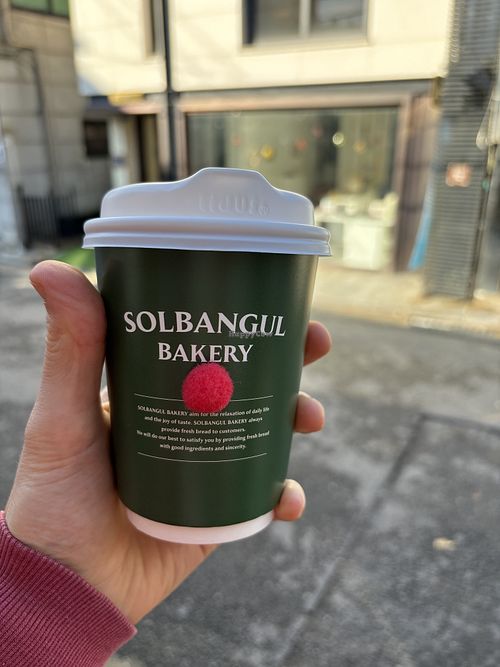 SOLBANGUL
BAKERY
SOLBANGUL BAKERY aims for the relaxation of daily life
and the joy of taste. SOLBANGUL BAKERY always
provide fresh bread to customers.
We will do our best to satisfy you by providing fresh bread
with good ingredients and sincerity.